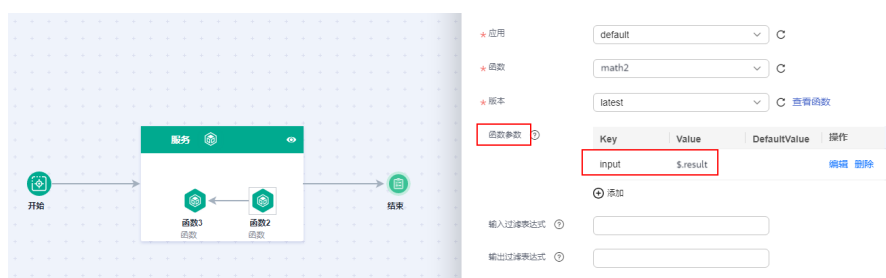 服务
开始
函数3
函数
函数2
函数
结束
* 应用
default
* 函数
math2
* 版本
latest
查看函数
函数参数 ?
Key Value DefaultValue 操作
input $.result 编辑 删除
添加
输入过滤表达式 ?
输出过滤表达式 ?